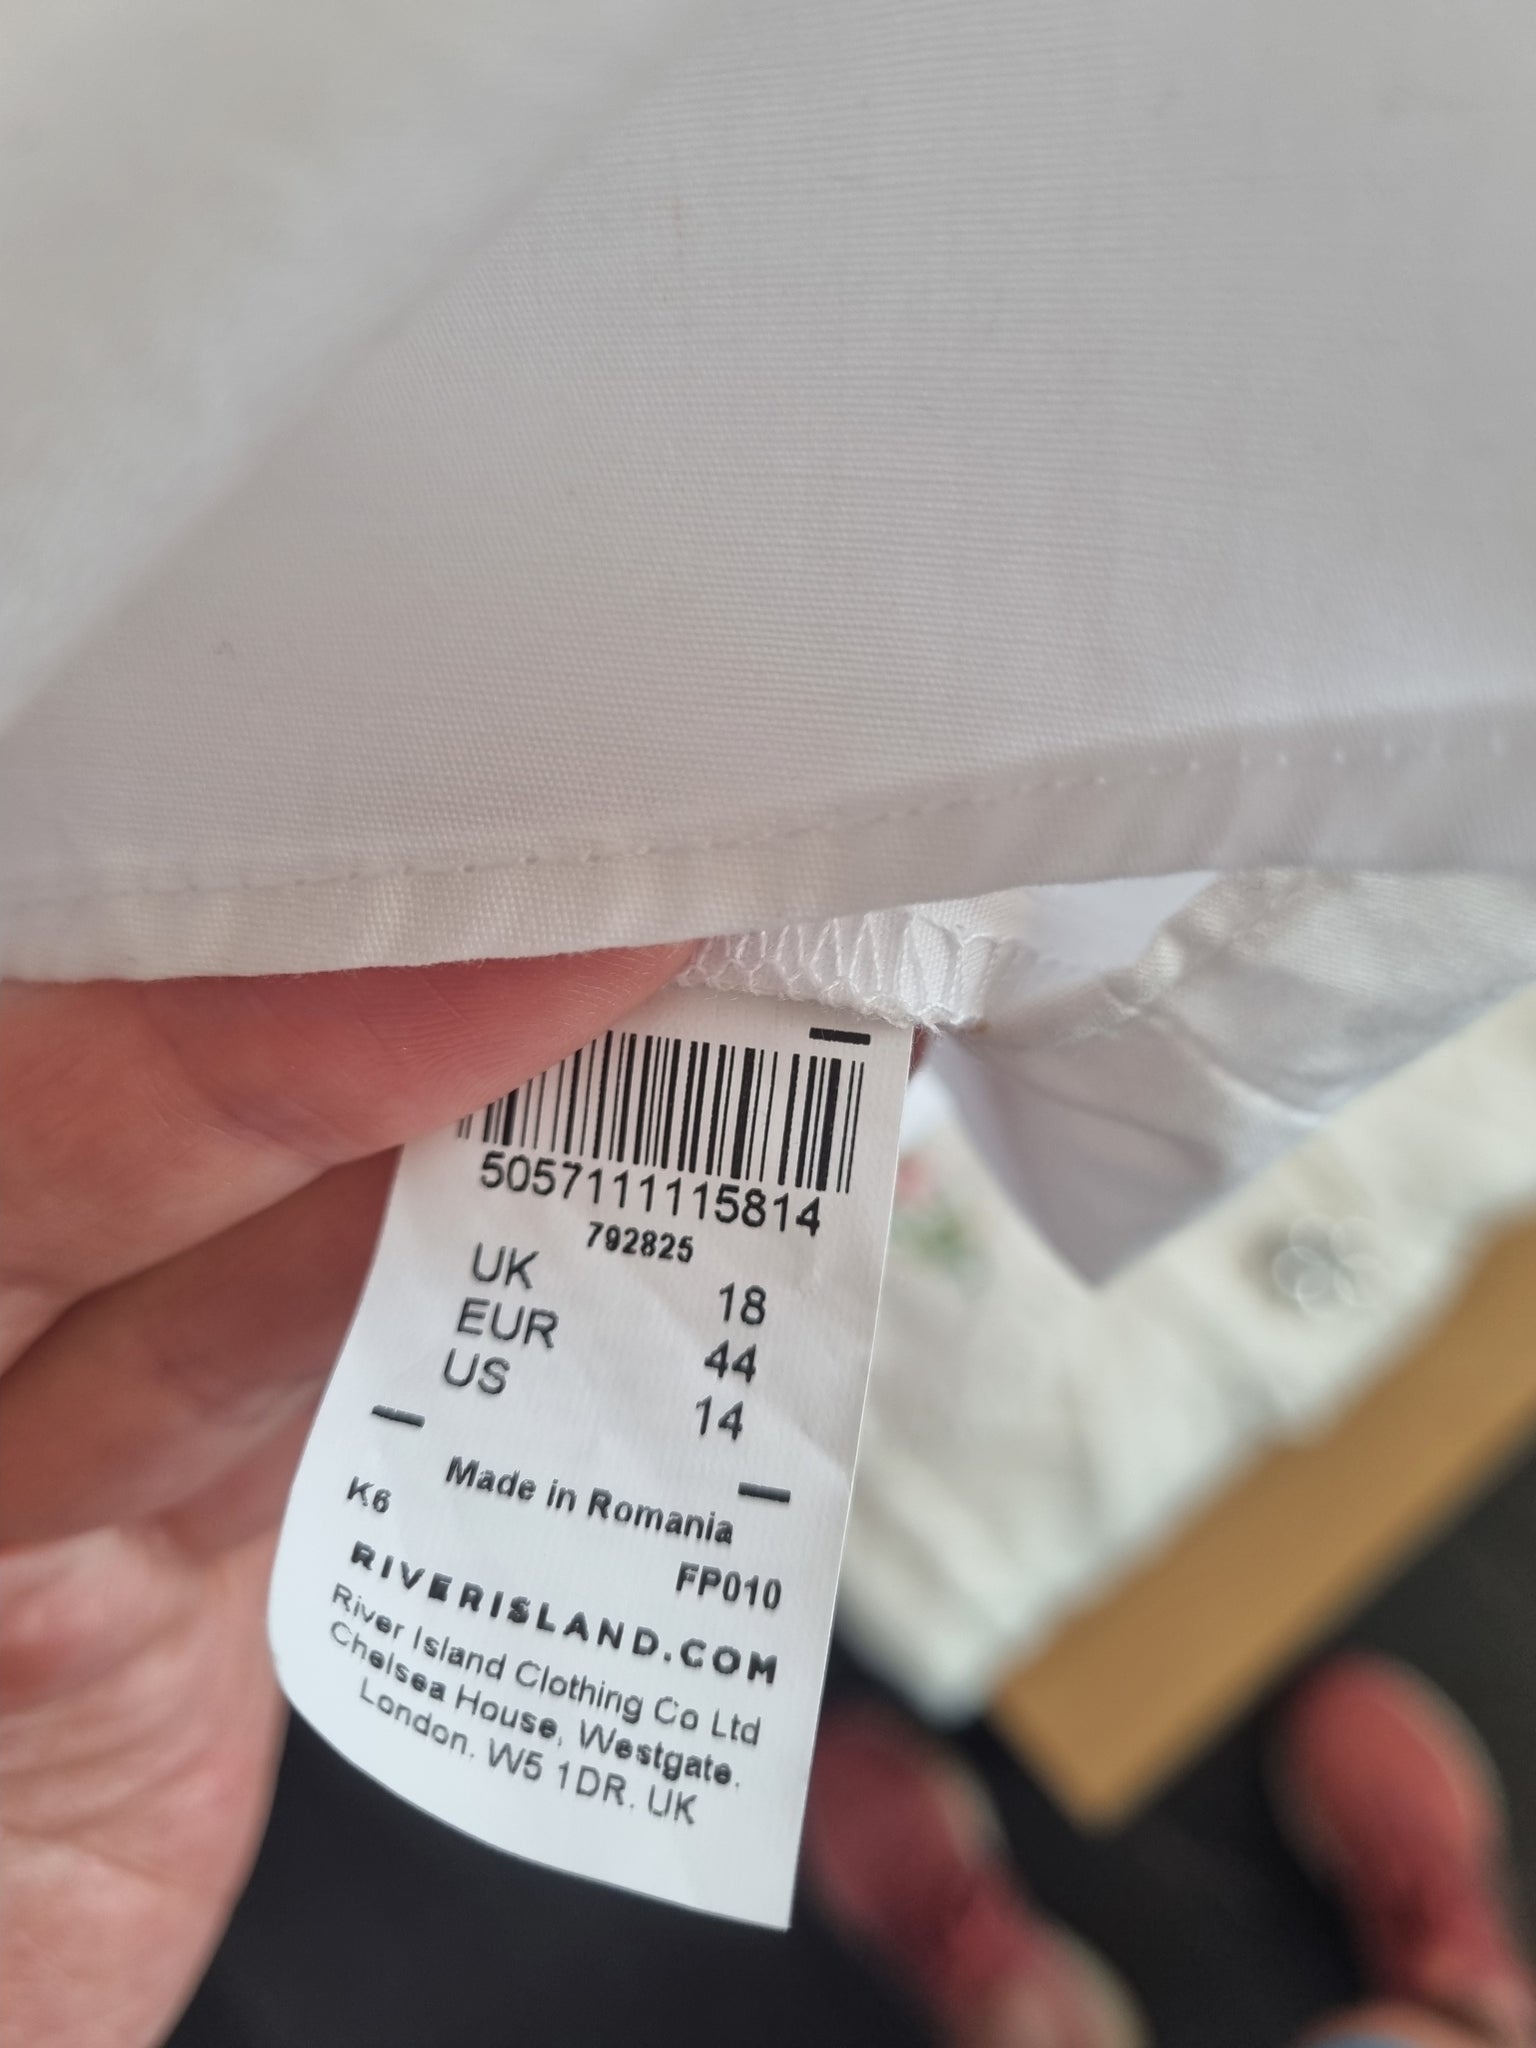 5057111115814
792825
UK 18
EUR 44
US 14
Made in Romania
K6 FP010
RIVERISLAND.COM
River Island Clothing Co Ltd
Chelsea House, Westgate,
London. W5 1DR. UK